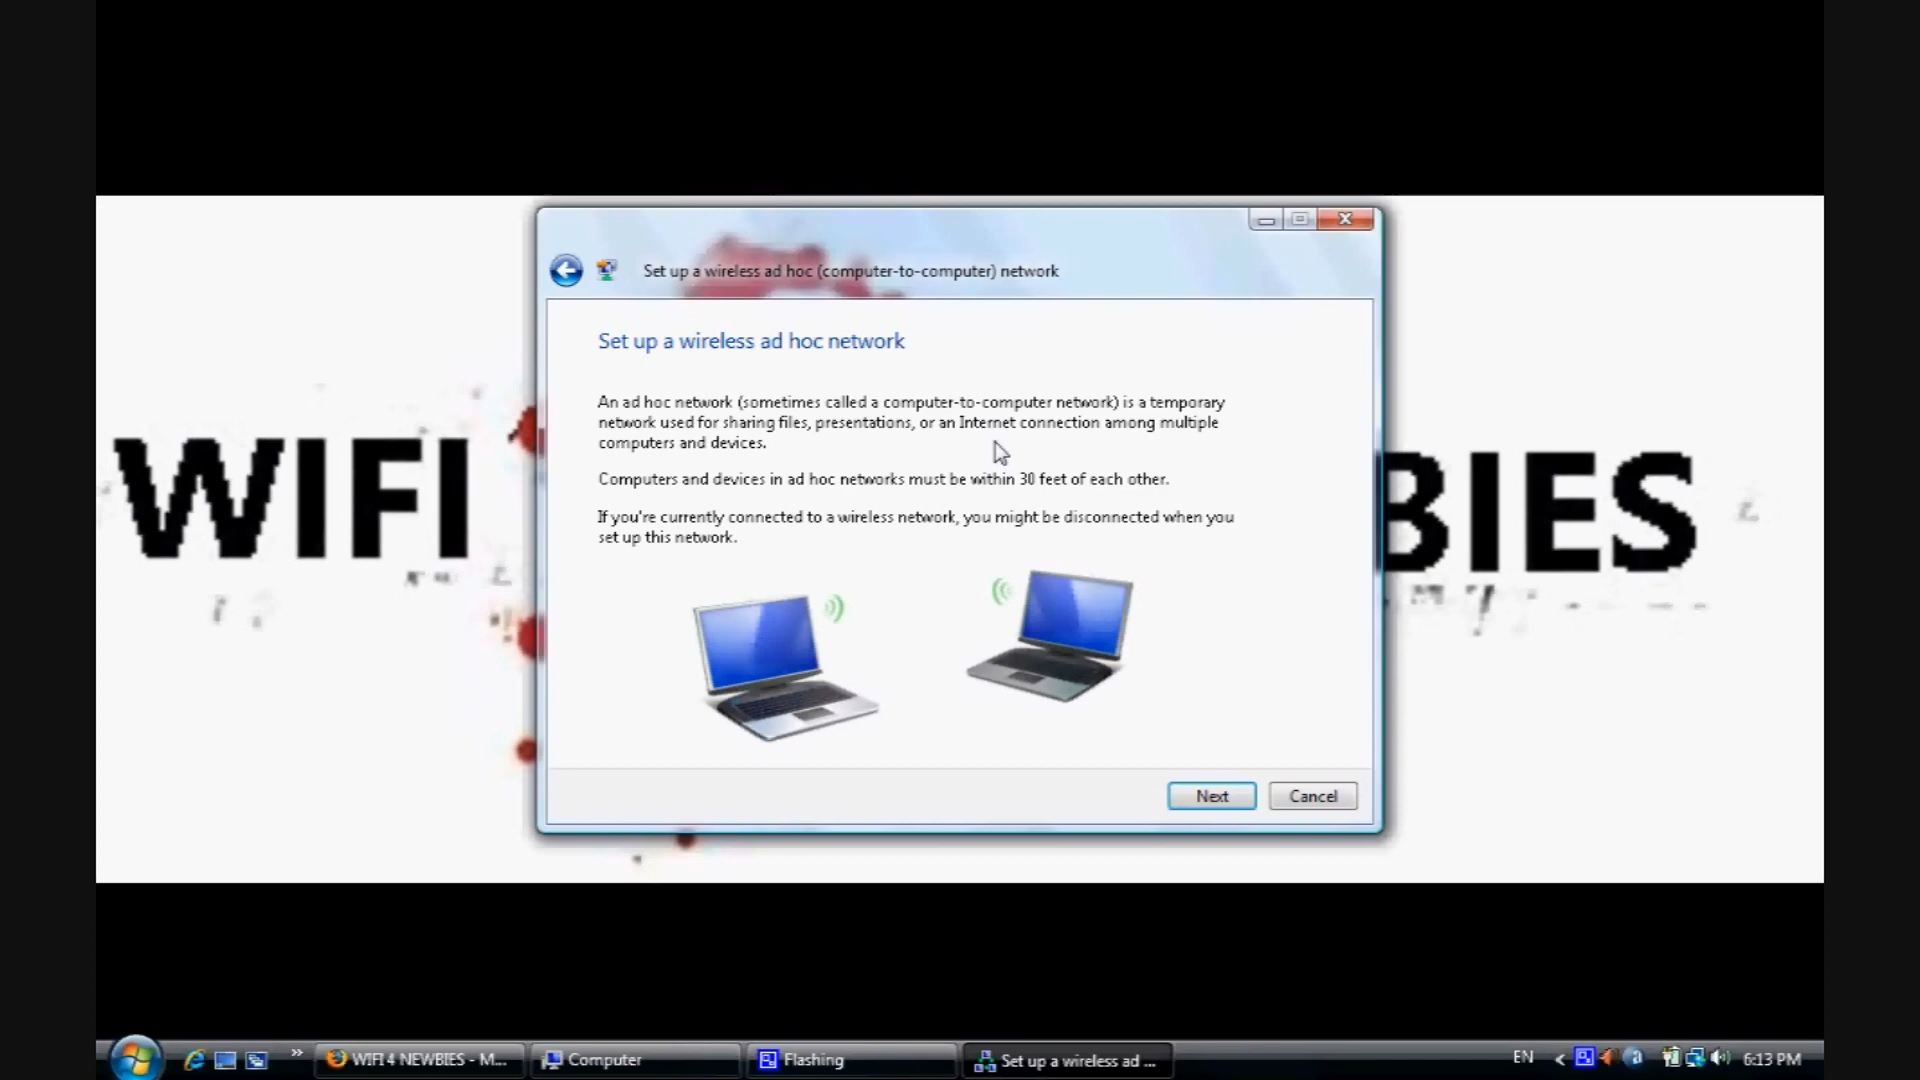 Set up a wireless ad hoc (computer-to-computer) network
Set up a wireless ad hoc network
An ad hoc network (sometimes called a computer-to-computer network) is a temporary
network used for sharing files, presentations, or an Internet connection among multiple
computers and devices.
Computers and devices in ad hoc networks must be within 30 feet of each other.
If you're currently connected to a wireless network, you might be disconnected when you
set up this network.
WIFI
BIES
Next
Cancel
WIFI 4 NEWBIES - M...
Computer
Flashing
Set up a wireless ad ...
EN
6:13 PM